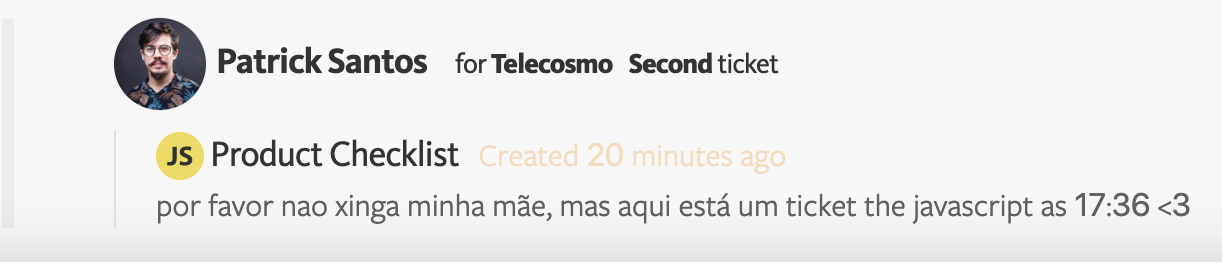 Patrick Santos for Telecosmo Second ticket
JS Product Checklist Created 20 minutes ago
por favor nao xinga minha mãe, mas aqui está um ticket the javascript as 17:36 <3